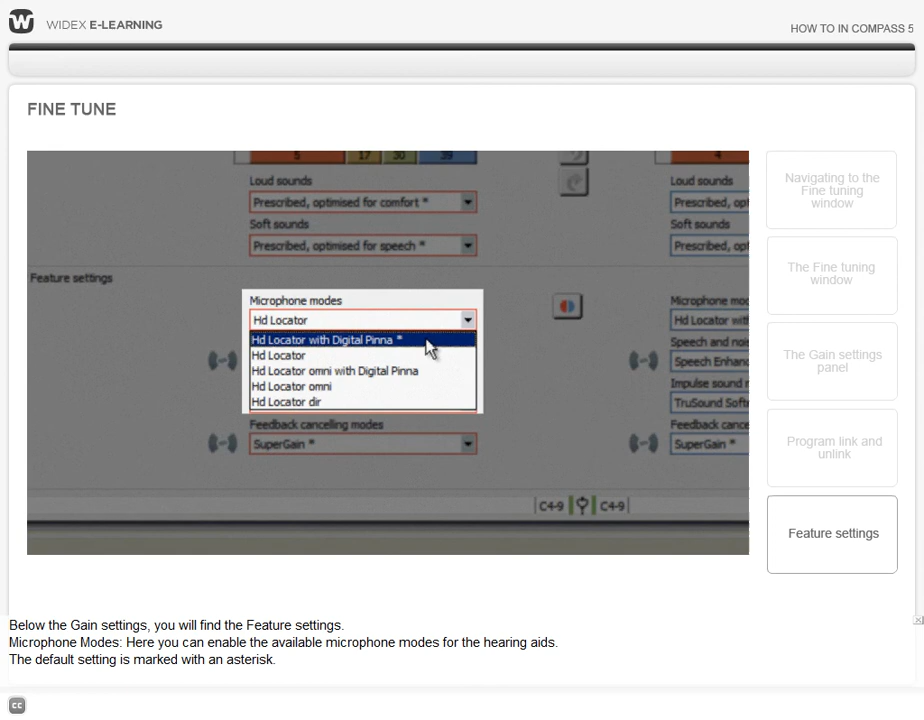 WIDEX E-LEARNING
HOW TO IN COMPASS 5
FINE TUNE
5 17 30 39
4
Loud sounds
Loud sounds
Prescribed, optimised for comfort *
Prescribed, op
Soft sounds
Soft sounds
Prescribed, optimised for speech *
Prescribed, op
Feature settings
Microphone modes
Hd Locator
Hd Locator with Digital Pinna *
Hd Locator
Hd Locator omni with Digital Pinna
Hd Locator omni
Hd Locator dir
Microphone mo
Hd Locator with
Speech and noi
Speech Enhanc
Impulse sound r
TruSound Soft
Feedback cancelling modes
Feedback cance
SuperGain *
SuperGain *
C4-9 C4-9
Navigating to the
Fine tuning
window
The Fine tuning
window
The Gain settings
panel
Program link and
unlink
Feature settings
Below the Gain settings, you will find the Feature settings.
Microphone Modes: Here you can enable the available microphone modes for the hearing aids.
The default setting is marked with an asterisk.
cc